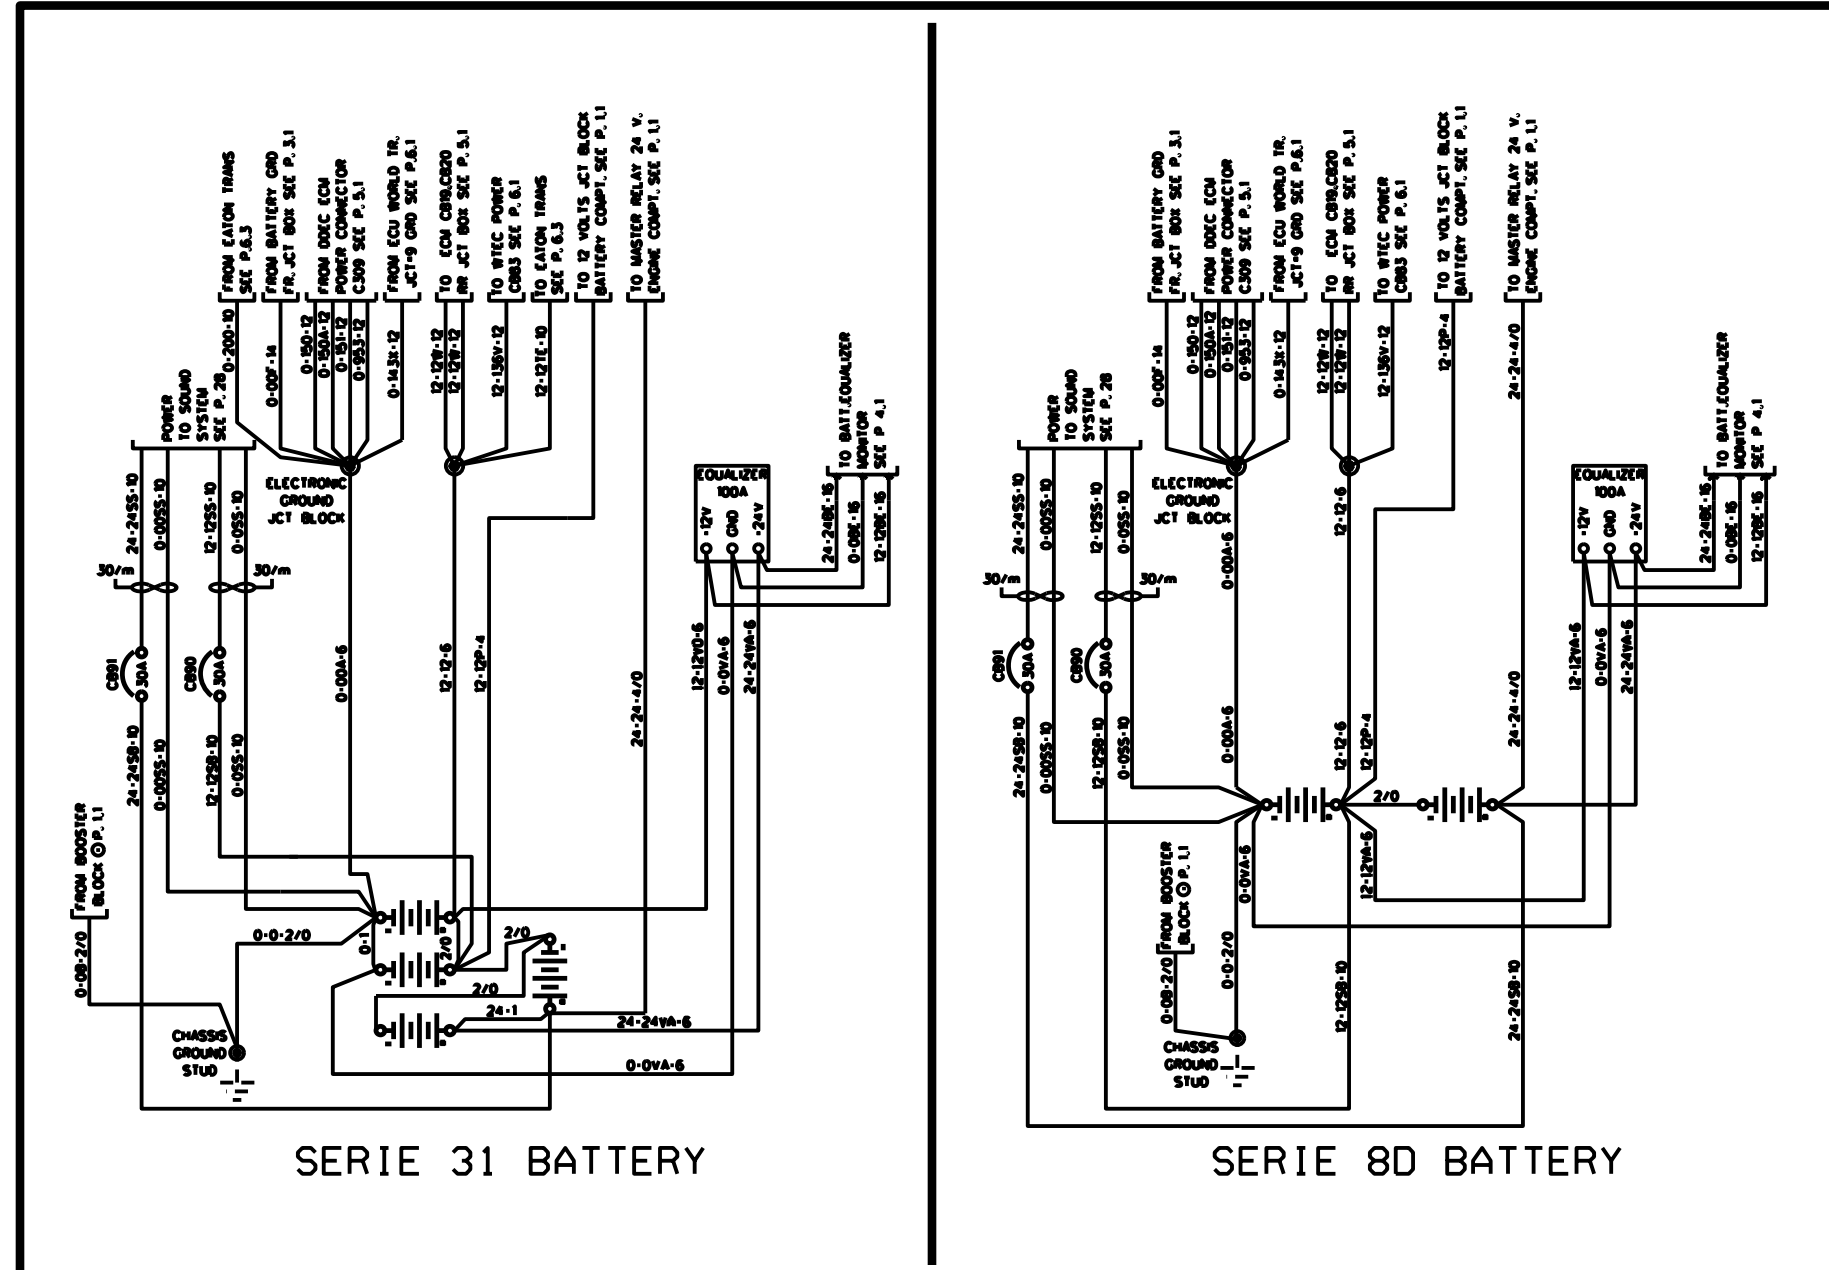 FROM EATON TRANS
SEE P.6.3
FROM BATTERY GRD
FR. JCT BOX SEE P. 3.1
FROM DDEC ECM
POWER CONNECTOR
C309 SEE P. 5.1
FROM ECU WORLD TR.
JCT-9 GRD SEE P.6.1
TO ECM CB19,CB20
RR JCT BOX SEE P. 5.1
TO WTEC POWER
CB83 SEE P. 6.1
TO EATON TRANS
SEE P. 6.3
TO 12 VOLTS JCT BLOCK
BATTERY COMPT. SEE P. 1.1
TO MASTER RELAY 24 V.
ENGINE COMPT. SEE P. 1.1
0-200-10
0-00F-14
0-150-12
0-150A-12
0-151-12
0-953-12
0-143X-12
12-12W-12
12-12W-12
12-136V-12
12-12TE-10
POWER
TO SOUND
SYSTEM
SEE P. 28
TO BATT.EQUALIZER
MONITOR
SEE P 4.1
24-24SS-10
0-00SS-10
12-12SS-10
0-0SS-10
ELECTRONIC
GROUND
JCT BLOCK
EQUALIZER
100A
-12V
GND
-24V
24-24BE-16
0-0BE-16
12-12BE-16
30/m
30/m
CB91
30A
CB90
30A
0-00A-6
12-12-6
12-12P-4
24-24-4/0
12-12VO-6
0-0VA-6
24-24VA-6
24-24SB-10
0-00SS-10
12-12SB-10
0-0SS-10
FROM BOOSTER
BLOCK ⊙ P. 1.1
0-0B-2/0
0-0-2/0
0-1
2/0
2/0
2/0
24-1
24-24VA-6
0-0VA-6
CHASSIS
GROUND
STUD
SERIE 31 BATTERY
FROM BATTERY GRD
FR. JCT BOX SEE P. 3.1
FROM DDEC ECM
POWER CONNECTOR
C309 SEE P. 5.1
FROM ECU WORLD TR.
JCT-9 GRD SEE P.6.1
TO ECM CB19,CB20
RR JCT BOX SEE P. 5.1
TO WTEC POWER
CB83 SEE P. 6.1
TO 12 VOLTS JCT BLOCK
BATTERY COMPT. SEE P. 1.1
TO MASTER RELAY 24 V.
ENGINE COMPT. SEE P. 1.1
0-00F-14
0-150-12
0-150A-12
0-151-12
0-953-12
0-143X-12
12-12W-12
12-12W-12
12-136V-12
12-12P-4
24-24-4/0
POWER
TO SOUND
SYSTEM
SEE P. 28
TO BATT.EQUALIZER
MONITOR
SEE P 4.1
24-24SS-10
0-00SS-10
12-12SS-10
0-0SS-10
ELECTRONIC
GROUND
JCT BLOCK
0-00A-6
12-12-6
EQUALIZER
100A
-12V
GND
-24V
24-24BE-16
0-0BE-16
12-12BE-16
30/m
30/m
CB91
30A
CB90
30A
12-12VA-6
0-0VA-6
24-24VA-6
24-24SB-10
0-00SS-10
12-12SB-10
0-0SS-10
0-00A-6
12-12-6
12-12P-4
24-24-4/0
2/0
FROM BOOSTER
BLOCK ⊙ P. 1.1
0-0VA-6
12-12VA-6
0-0B-2/0
0-0-2/0
12-12SB-10
24-24SB-10
CHASSIS
GROUND
STUD
SERIE 8D BATTERY